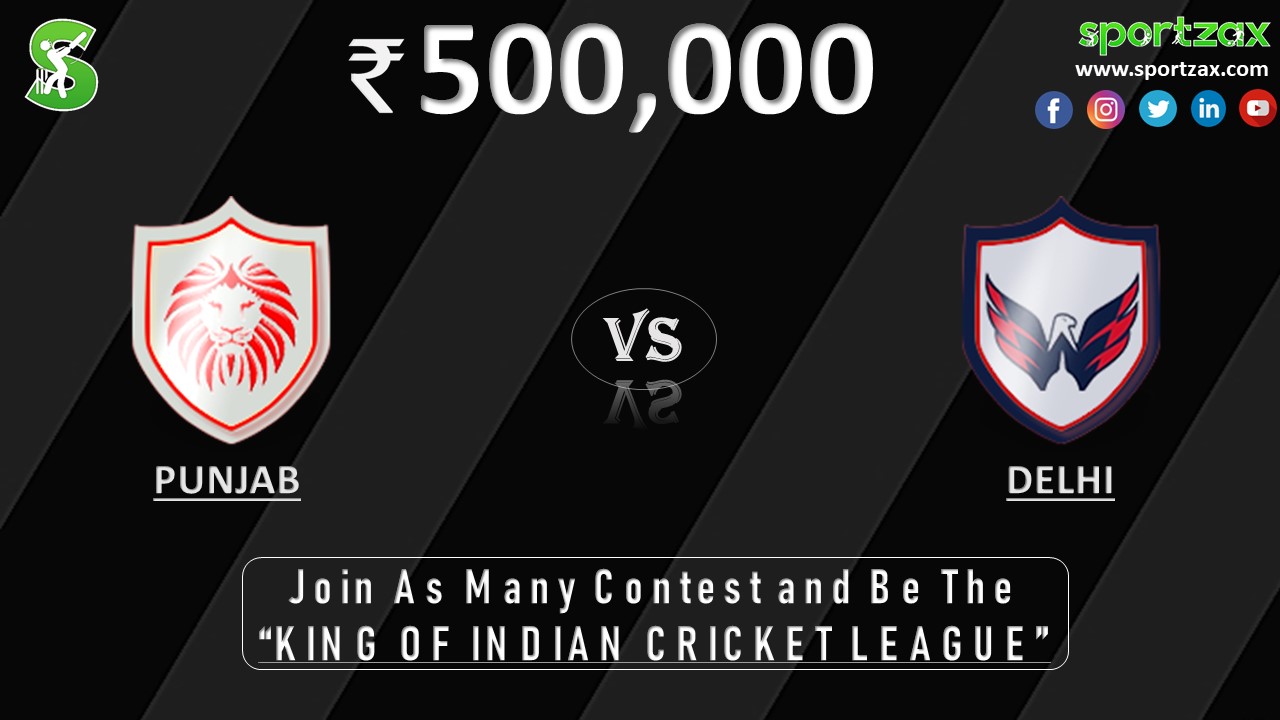 ₹500,000
sportzax
www.sportzax.com
VS
PUNJAB
DELHI
Join As Many Contest and Be The
“KING OF INDIAN CRICKET LEAGUE”